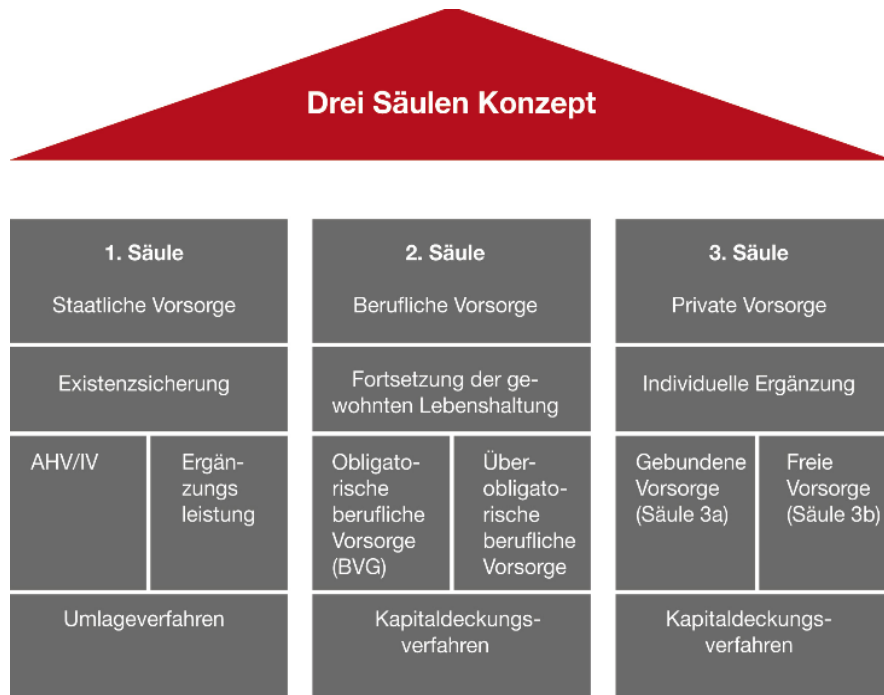 Drei Säulen Konzept
1. Säule
Staatliche Vorsorge
Existenzsicherung
AHV/IV
Ergän-
zungs
leistung
Umlageverfahren
2. Säule
Berufliche Vorsorge
Fortsetzung der ge-
wohnten Lebenshaltung
Obligato-
rische
berufliche
Vorsorge
(BVG)
Über-
obligato-
rische
berufliche
Vorsorge
Kapitaldeckungs-
verfahren
3. Säule
Private Vorsorge
Individuelle Ergänzung
Gebundene
Vorsorge
(Säule 3a)
Freie
Vorsorge
(Säule 3b)
Kapitaldeckungs-
verfahren